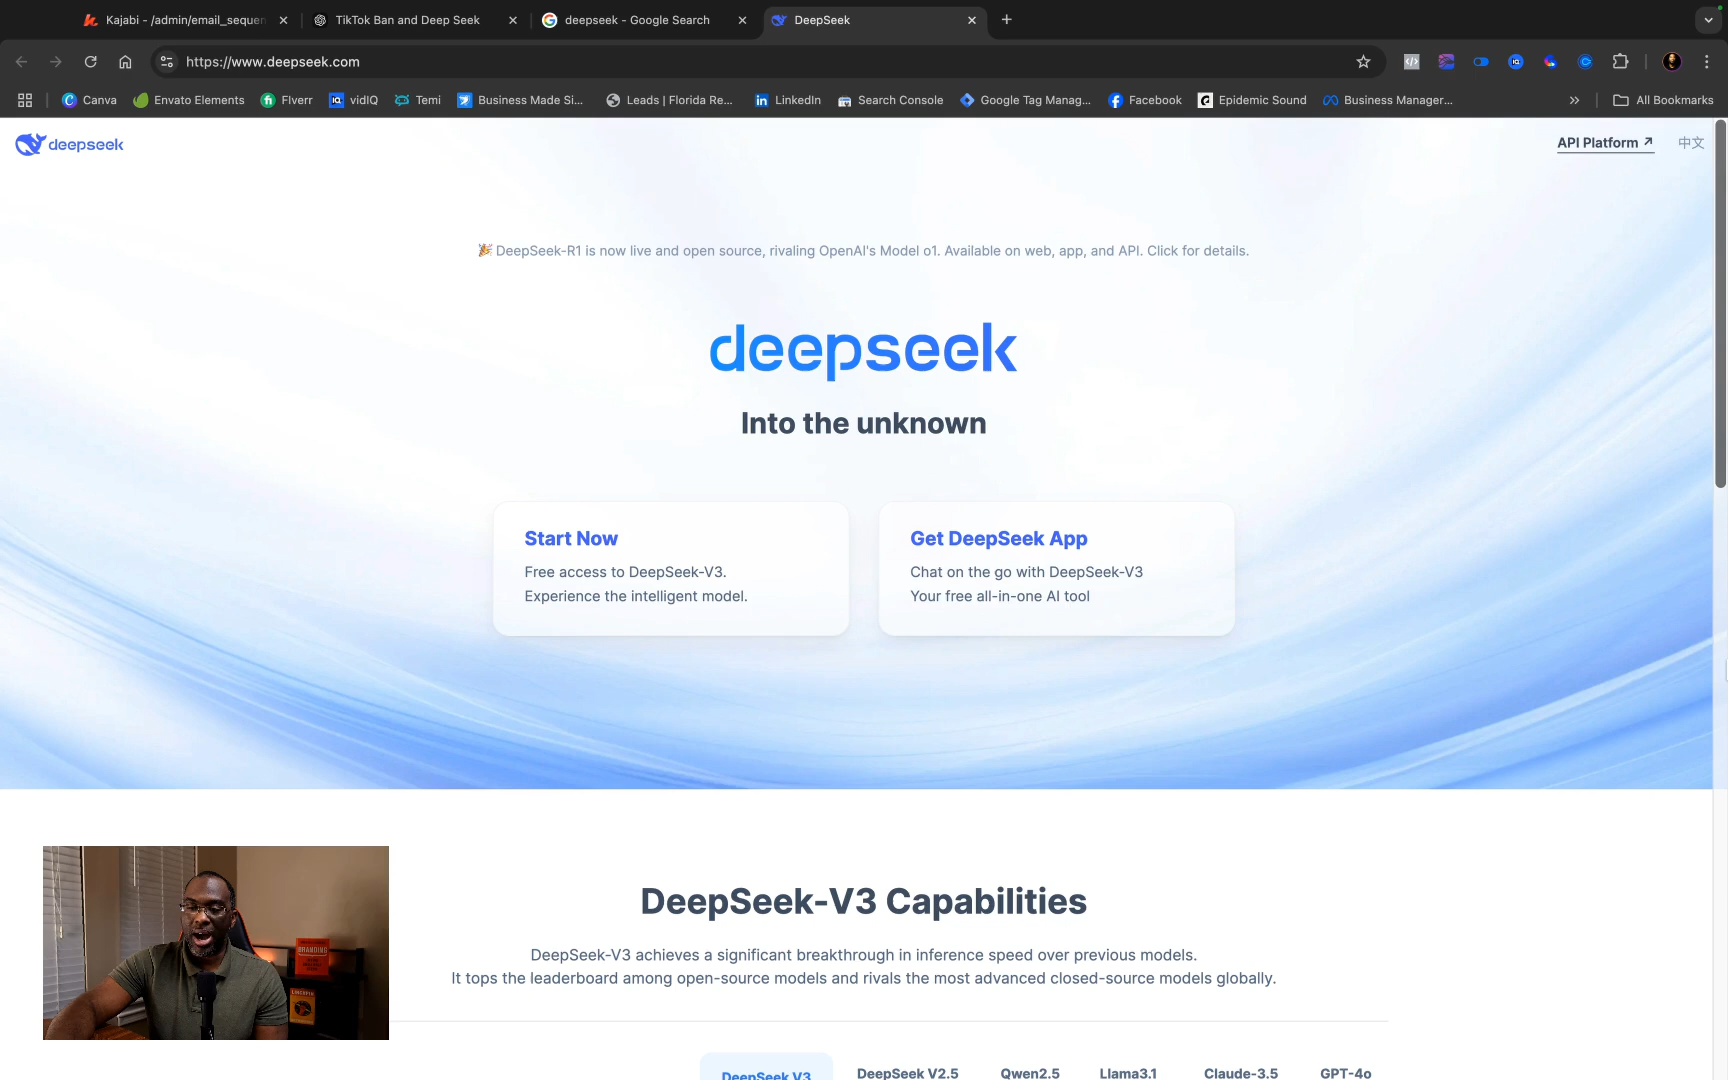 Kajabi - /admin/email_sequen
TikTok Ban and Deep Seek
deepseek - Google Search
DeepSeek
https://www.deepseek.com
Canva
Envato Elements
FIverr
vidIQ
Temi
Business Made Si...
Leads | Florida Re...
LinkedIn
Search Console
Google Tag Manag...
Facebook
Epidemic Sound
Business Manager...
All Bookmarks
deepseek
API Platform
中文
🎉 DeepSeek-R1 is now live and open source, rivaling OpenAI's Model o1. Available on web, app, and API. Click for details.
deepseek
Into the unknown
Start Now
Free access to DeepSeek-V3.
Experience the intelligent model.
Get DeepSeek App
Chat on the go with DeepSeek-V3
Your free all-in-one AI tool
DeepSeek-V3 Capabilities
DeepSeek-V3 achieves a significant breakthrough in inference speed over previous models.
It tops the leaderboard among open-source models and rivals the most advanced closed-source models globally.
BRANDING
LINCHPIN
DeepSeek V3
DeepSeek V2.5
Qwen2.5
Llama3.1
Claude-3.5
GPT-4o